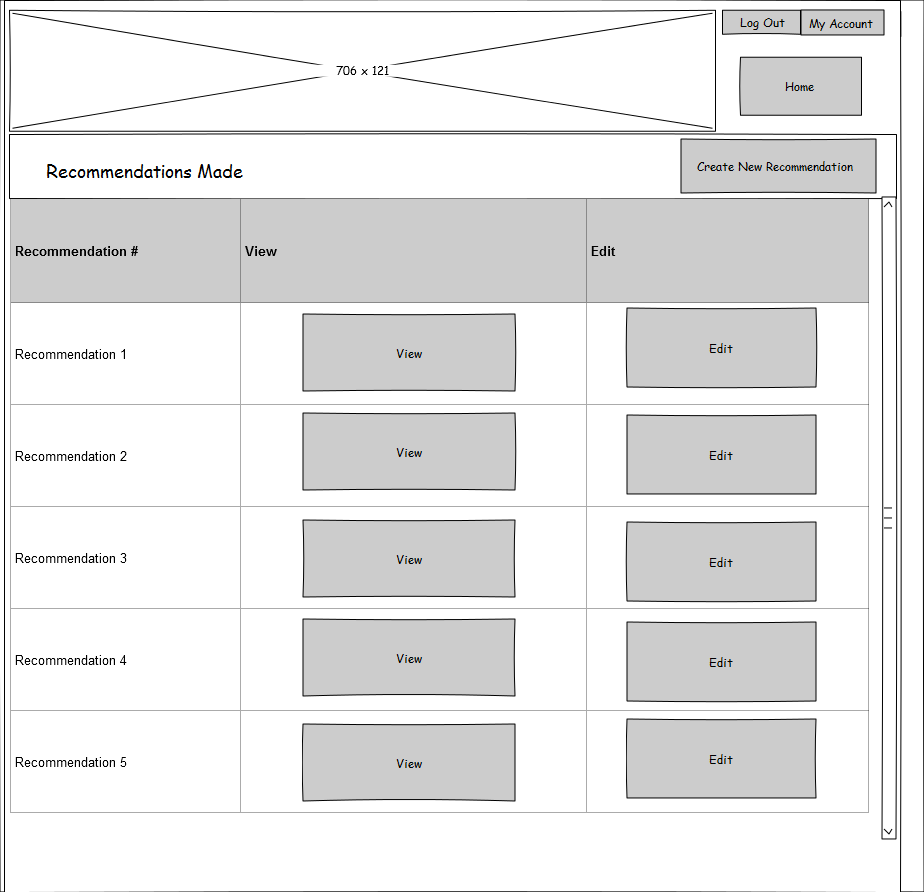 Log Out
My Account
706 x 121
Home
Recommendations Made
Create New Recommendation
Recommendation #
View
Edit
Recommendation 1
View
Edit
Recommendation 2
View
Edit
Recommendation 3
View
Edit
Recommendation 4
View
Edit
Recommendation 5
View
Edit